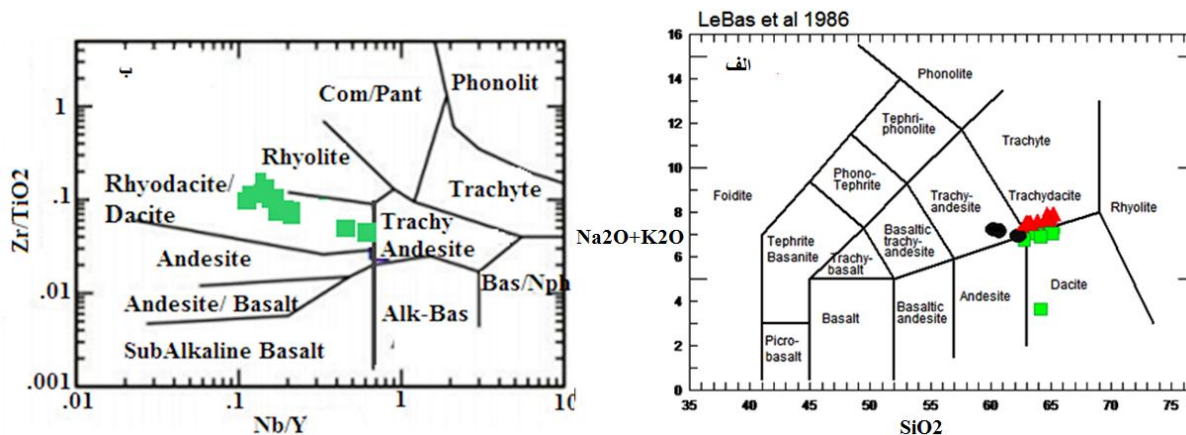 ب
Phonolit
Com/Pant
Rhyolite
Rhyodacite/
Dacite
Trachyte
Trachy
Andesite
Andesite
Andesite/ Basalt
Bas/Nph
Alk-Bas
SubAlkaline Basalt
Zr/TiO2
1
.1
.01
.001
.01
.1
1
10
Nb/Y
LeBas et al 1986
الف
Phonolite
Tephri-
phonolite
Trachyte
Foidite
Phono-
Tephrite
Trachy-
andesite
Trachydacite
Rhyolite
Tephrite
Basanite
Basaltic
trachy-
andesite
Trachy-
basalt
Basalt
Basaltic
andesite
Andesite
Dacite
Picro-
basalt
Na2O+K2O
16
14
12
10
8
6
4
2
0
35
40
45
50
55
60
65
70
75
SiO2